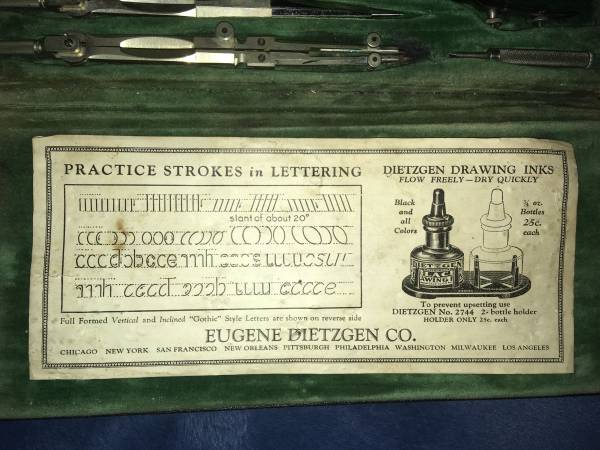 PRACTICE STROKES in LETTERING
slant of about 20°
Full Formed Vertical and Inclined "Gothic" Style Letters are shown on reverse side
DIETZGEN DRAWING INKS
FLOW FREELY—DRY QUICKLY
Black
and
all
Colors
¾ oz.
Bottles
25c.
each
DIETZGEN
BLACK
DRAWING
To prevent upsetting use
DIETZGEN No. 2744 2-bottle holder
HOLDER ONLY 25c. each
EUGENE DIETZGEN CO.
CHICAGO NEW YORK SAN FRANCISCO NEW ORLEANS PITTSBURGH PHILADELPHIA WASHINGTON MILWAUKEE LOS ANGELES